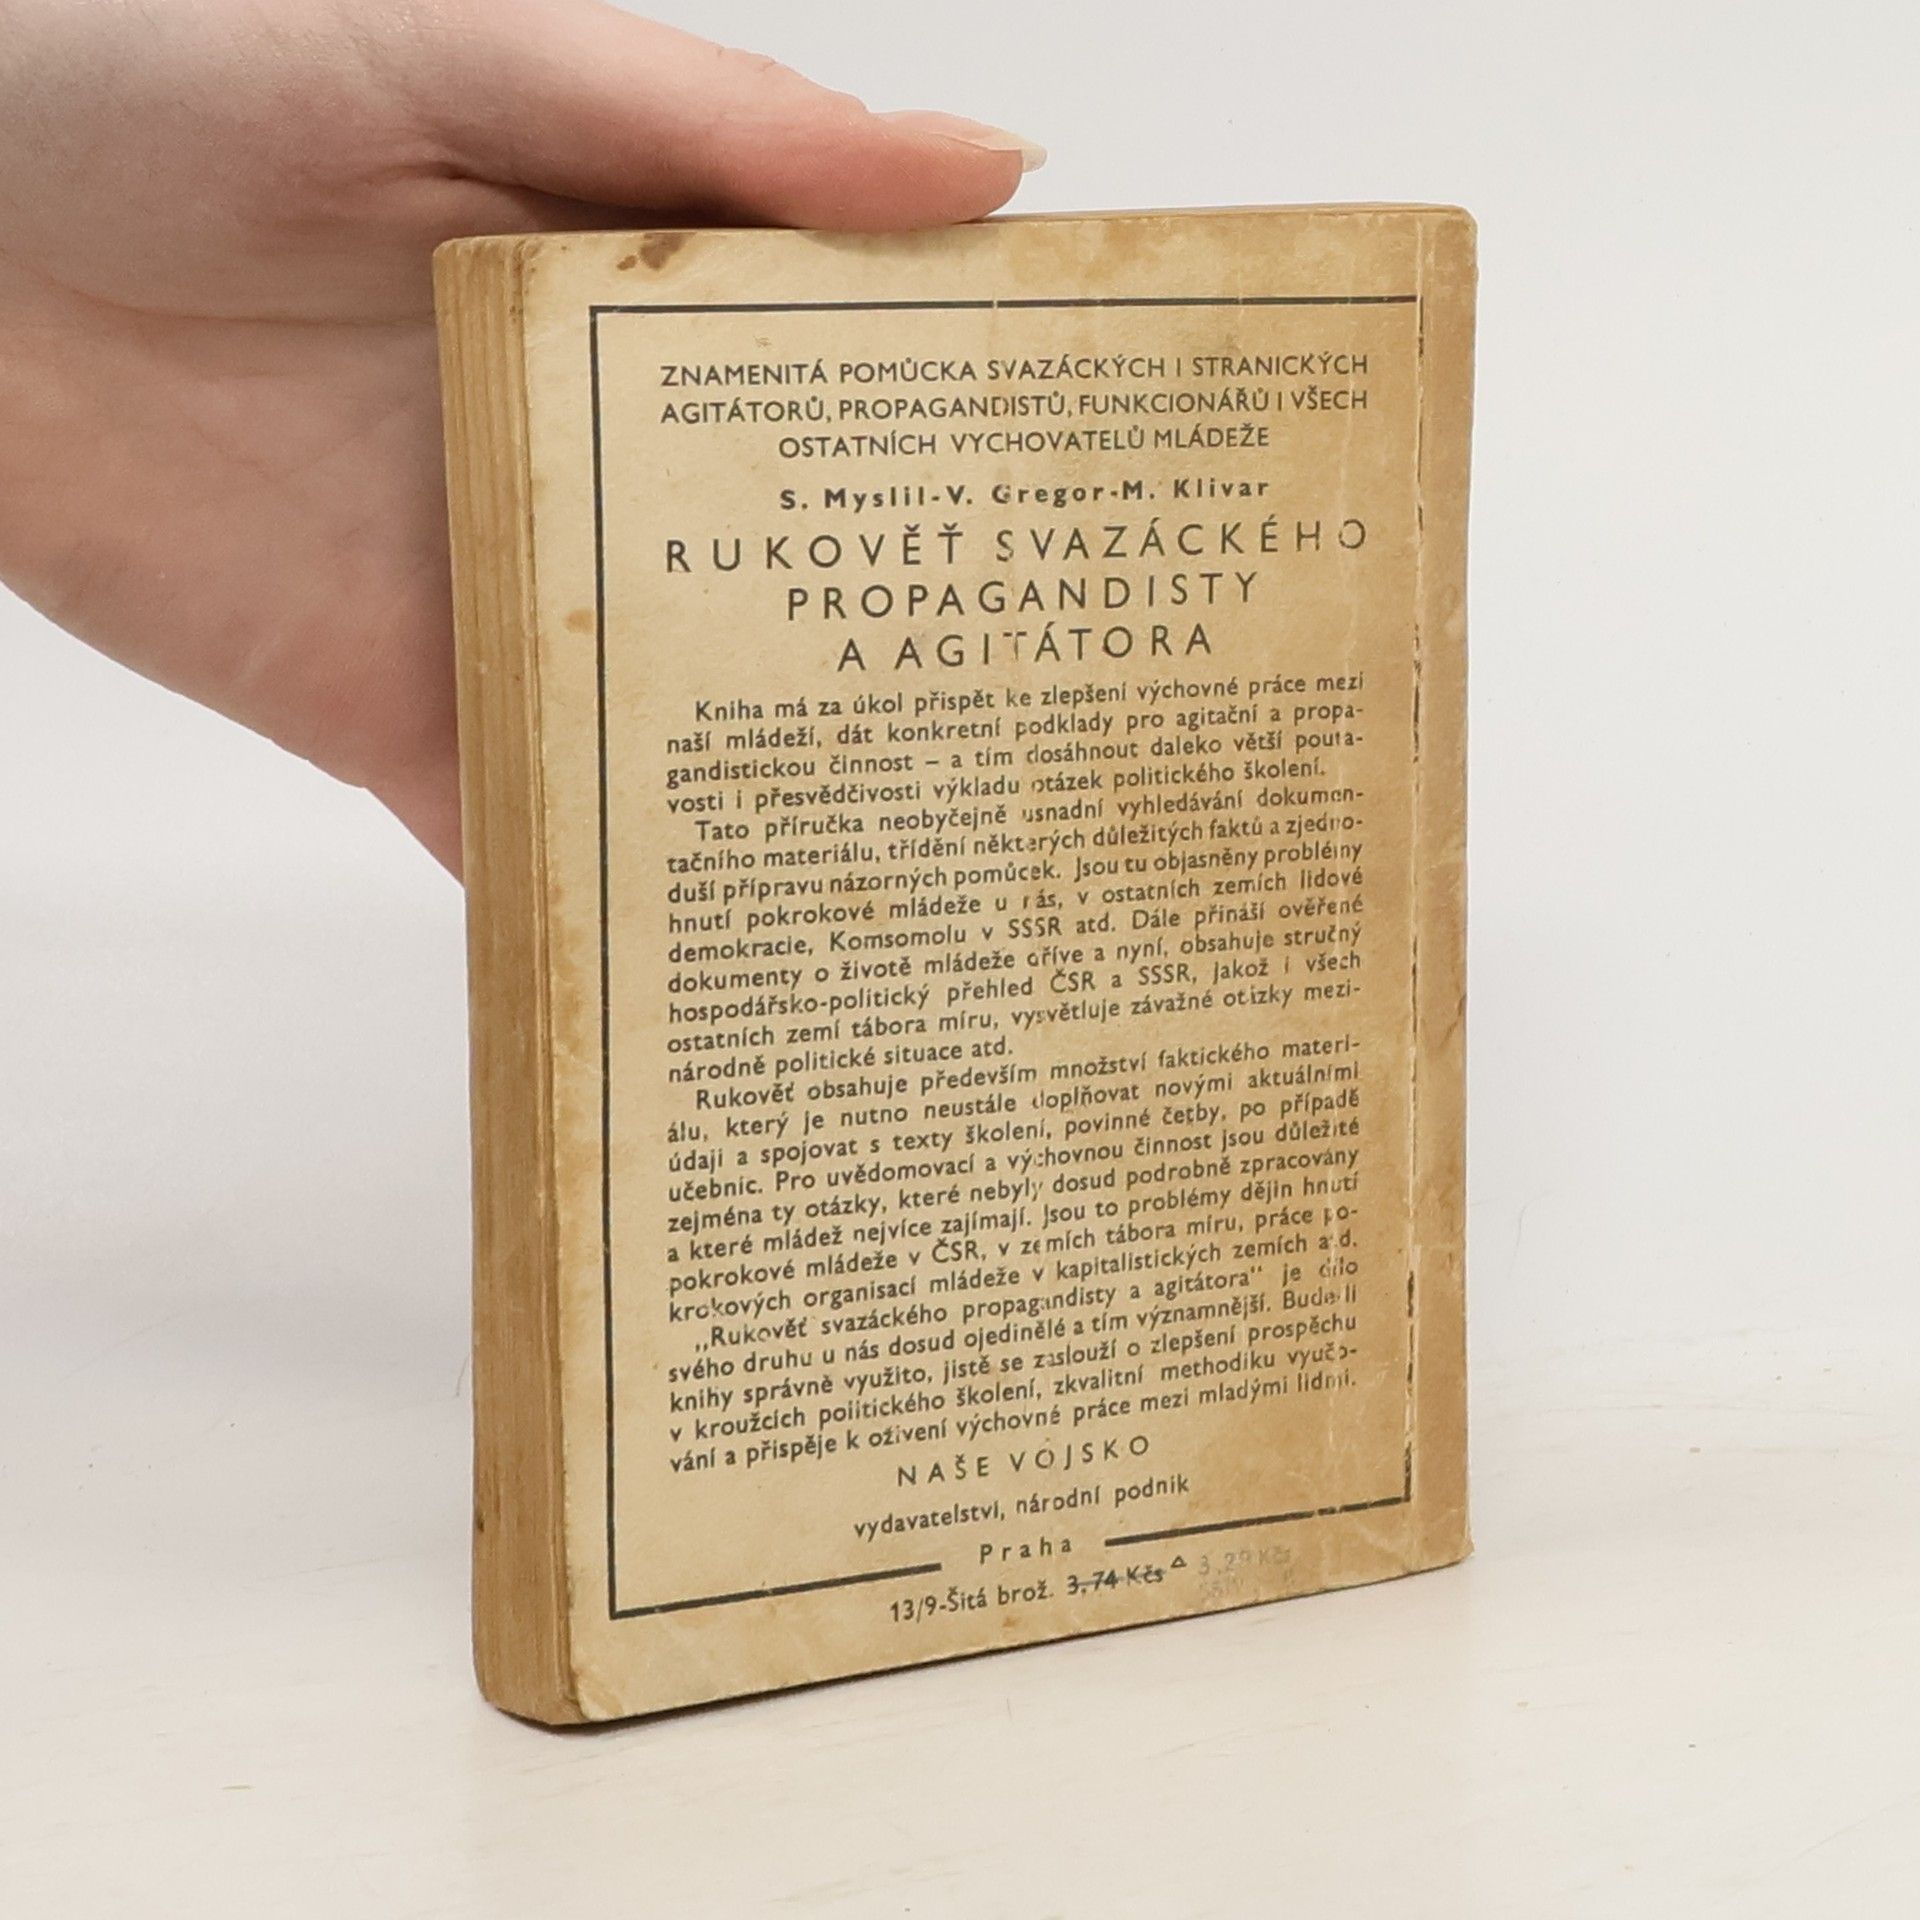 ZNAMENITÁ POMŮCKA SVAZÁCKÝCH I STRANICKÝCH
AGITÁTORŮ, PROPAGANDISTŮ, FUNKCIONÁŘŮ I VŠECH
OSTATNÍCH VYCHOVATELŮ MLÁDEŽE
S. Myslil-V. Gregor-M. Klivar
RUKOVĚŤ SVAZÁCKÉHO
PROPAGANDISTY
A AGITÁTORA
Kniha má za úkol přispět ke zlepšení výchovné práce mezi
naší mládeží, dát konkretní podklady pro agitační a propa-
gandistickou činnost – a tím dosáhnout daleko větší pouta-
vosti i přesvědčivosti výkladu otázek politického školení.
Tato příručka neobyčejně usnadní vyhledávání dokumen-
tačního materiálu, třídění některých důležitých faktů a zjedno-
duší přípravu názorných pomůcek. Jsou tu objasněny problémy
hnutí pokrokové mládeže u nás, v ostatních zemích lidové
demokracie, Komsomolu v SSSR atd. Dále přináší ověřené
dokumenty o životě mládeže dříve a nyní, obsahuje stručný
hospodářsko-politický přehled ČSR a SSSR, jakož i všech
ostatních zemí tábora míru, vysvětluje závažné otázky mezi-
národně politické situace atd.
Rukověť obsahuje především množství faktického materi-
álu, který je nutno neustále doplňovat novými aktuálními
údaji a spojovat s texty školení, povinné četby, po případě
učebnic. Pro uvědomovací a výchovnou činnost jsou důležité
zejména ty otázky, které nebyly dosud podrobně zpracovány
a které mládež nejvíce zajímají. Jsou to problémy dějin hnutí
pokrokové mládeže v ČSR, v zemích tábora míru, práce po-
krokových organisací mládeže v kapitalistických zemích atd.
„Rukověť svazáckého propagandisty a agitátora" je dílo
svého druhu u nás dosud ojedinělé a tím významnější. Bude-li
knihy správně využito, jistě se zaslouží o zlepšení prospěchu
v kroužcích politického školení, zkvalitní methodiku vyučo-
vání a přispěje k oživení výchovné práce mezi mladými lidmi.
NAŠE VOJSKO
vydavatelství, národní podnik
Praha
13/9-Šitá brož. 3,74 Kčs